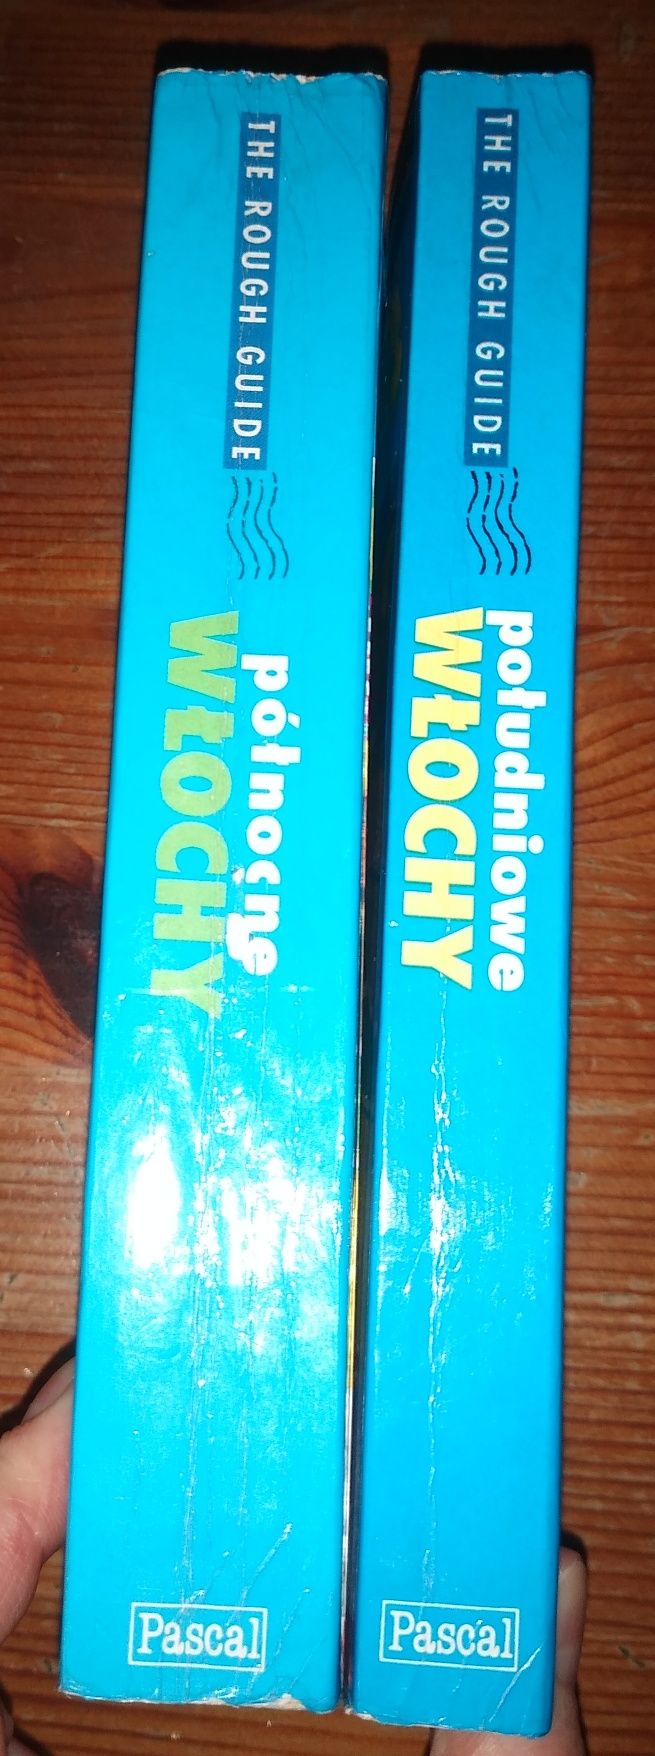 THE ROUGH GUIDE
północne
WŁOCHY
Pascal
THE ROUGH GUIDE
południowe
WŁOCHY
Pascal